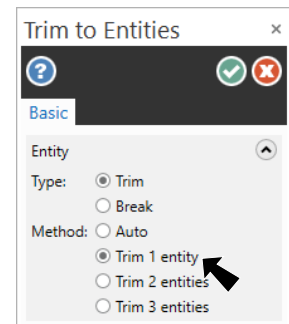 Trim to Entities ×
?
Basic
Entity
Type: Trim
Break
Method: Auto
Trim 1 entity
Trim 2 entities
Trim 3 entities